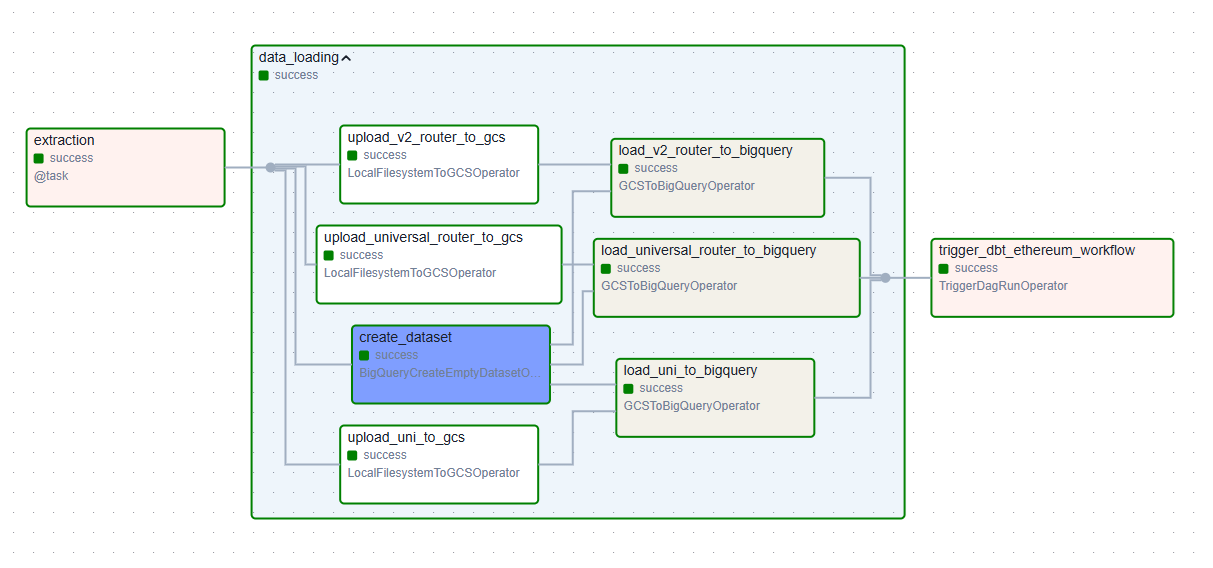 data_loading
success
extraction
success
@task
upload_v2_router_to_gcs
success
LocalFilesystemToGCSOperator
load_v2_router_to_bigquery
success
GCSToBigQueryOperator
upload_universal_router_to_gcs
success
LocalFilesystemToGCSOperator
load_universal_router_to_bigquery
success
GCSToBigQueryOperator
trigger_dbt_ethereum_workflow
success
TriggerDagRunOperator
create_dataset
success
BigQueryCreateEmptyDatasetO...
load_uni_to_bigquery
success
GCSToBigQueryOperator
upload_uni_to_gcs
success
LocalFilesystemToGCSOperator